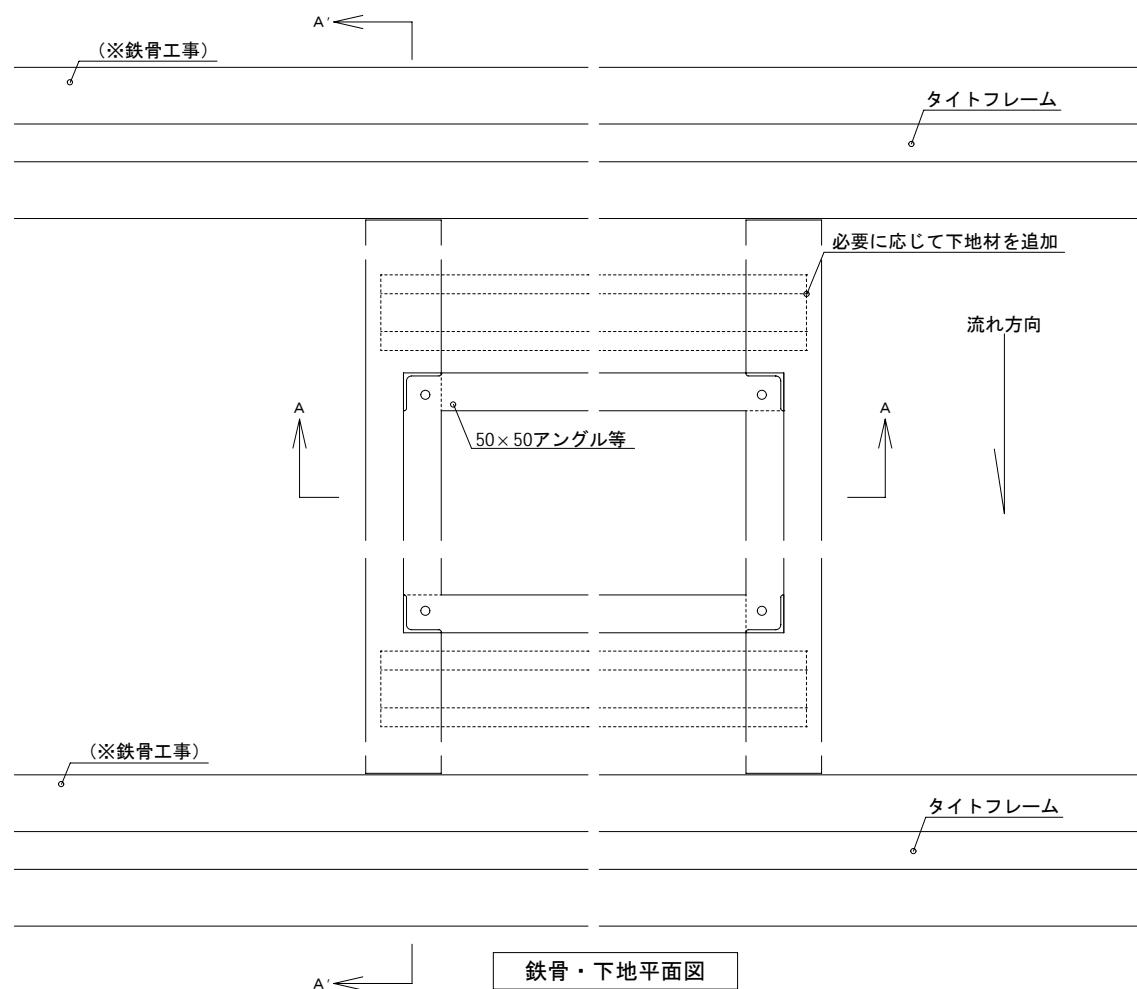 A'
(※鉄骨工事)
タイトフレーム
必要に応じて下地材を追加
流れ方向
A
A
50×50アングル等
(※鉄骨工事)
タイトフレーム
鉄骨・下地平面図
A'